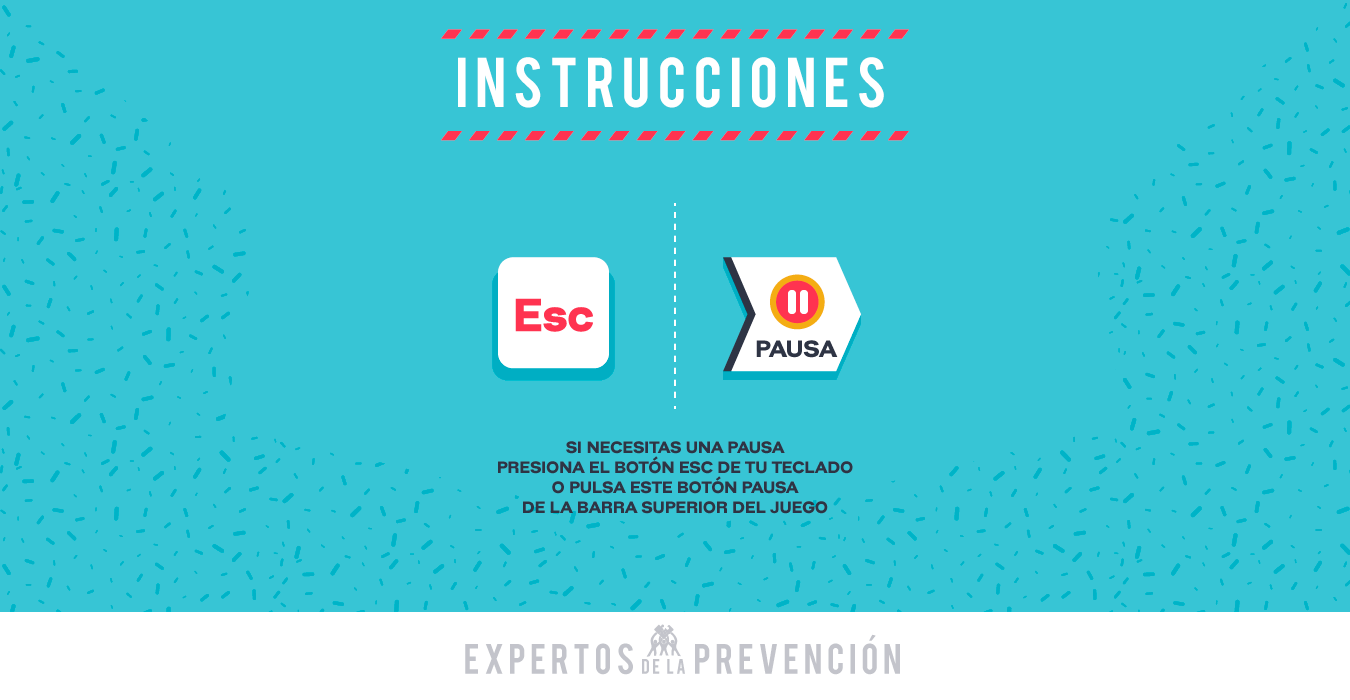 INSTRUCCIONES
Esc
PAUSA
SI NECESITAS UNA PAUSA
PRESIONA EL BOTÓN ESC DE TU TECLADO
O PULSA ESTE BOTÓN PAUSA
DE LA BARRA SUPERIOR DEL JUEGO
EXPERTOS DE LA PREVENCIÓN